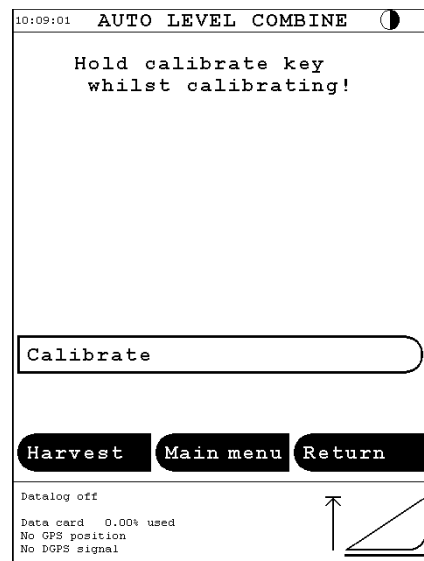 10:09:01 AUTO LEVEL COMBINE
Hold calibrate key
whilst calibrating!
Calibrate
Harvest Main menu Return
Datalog off
Data card 0.00% used
No GPS position
No DGPS signal